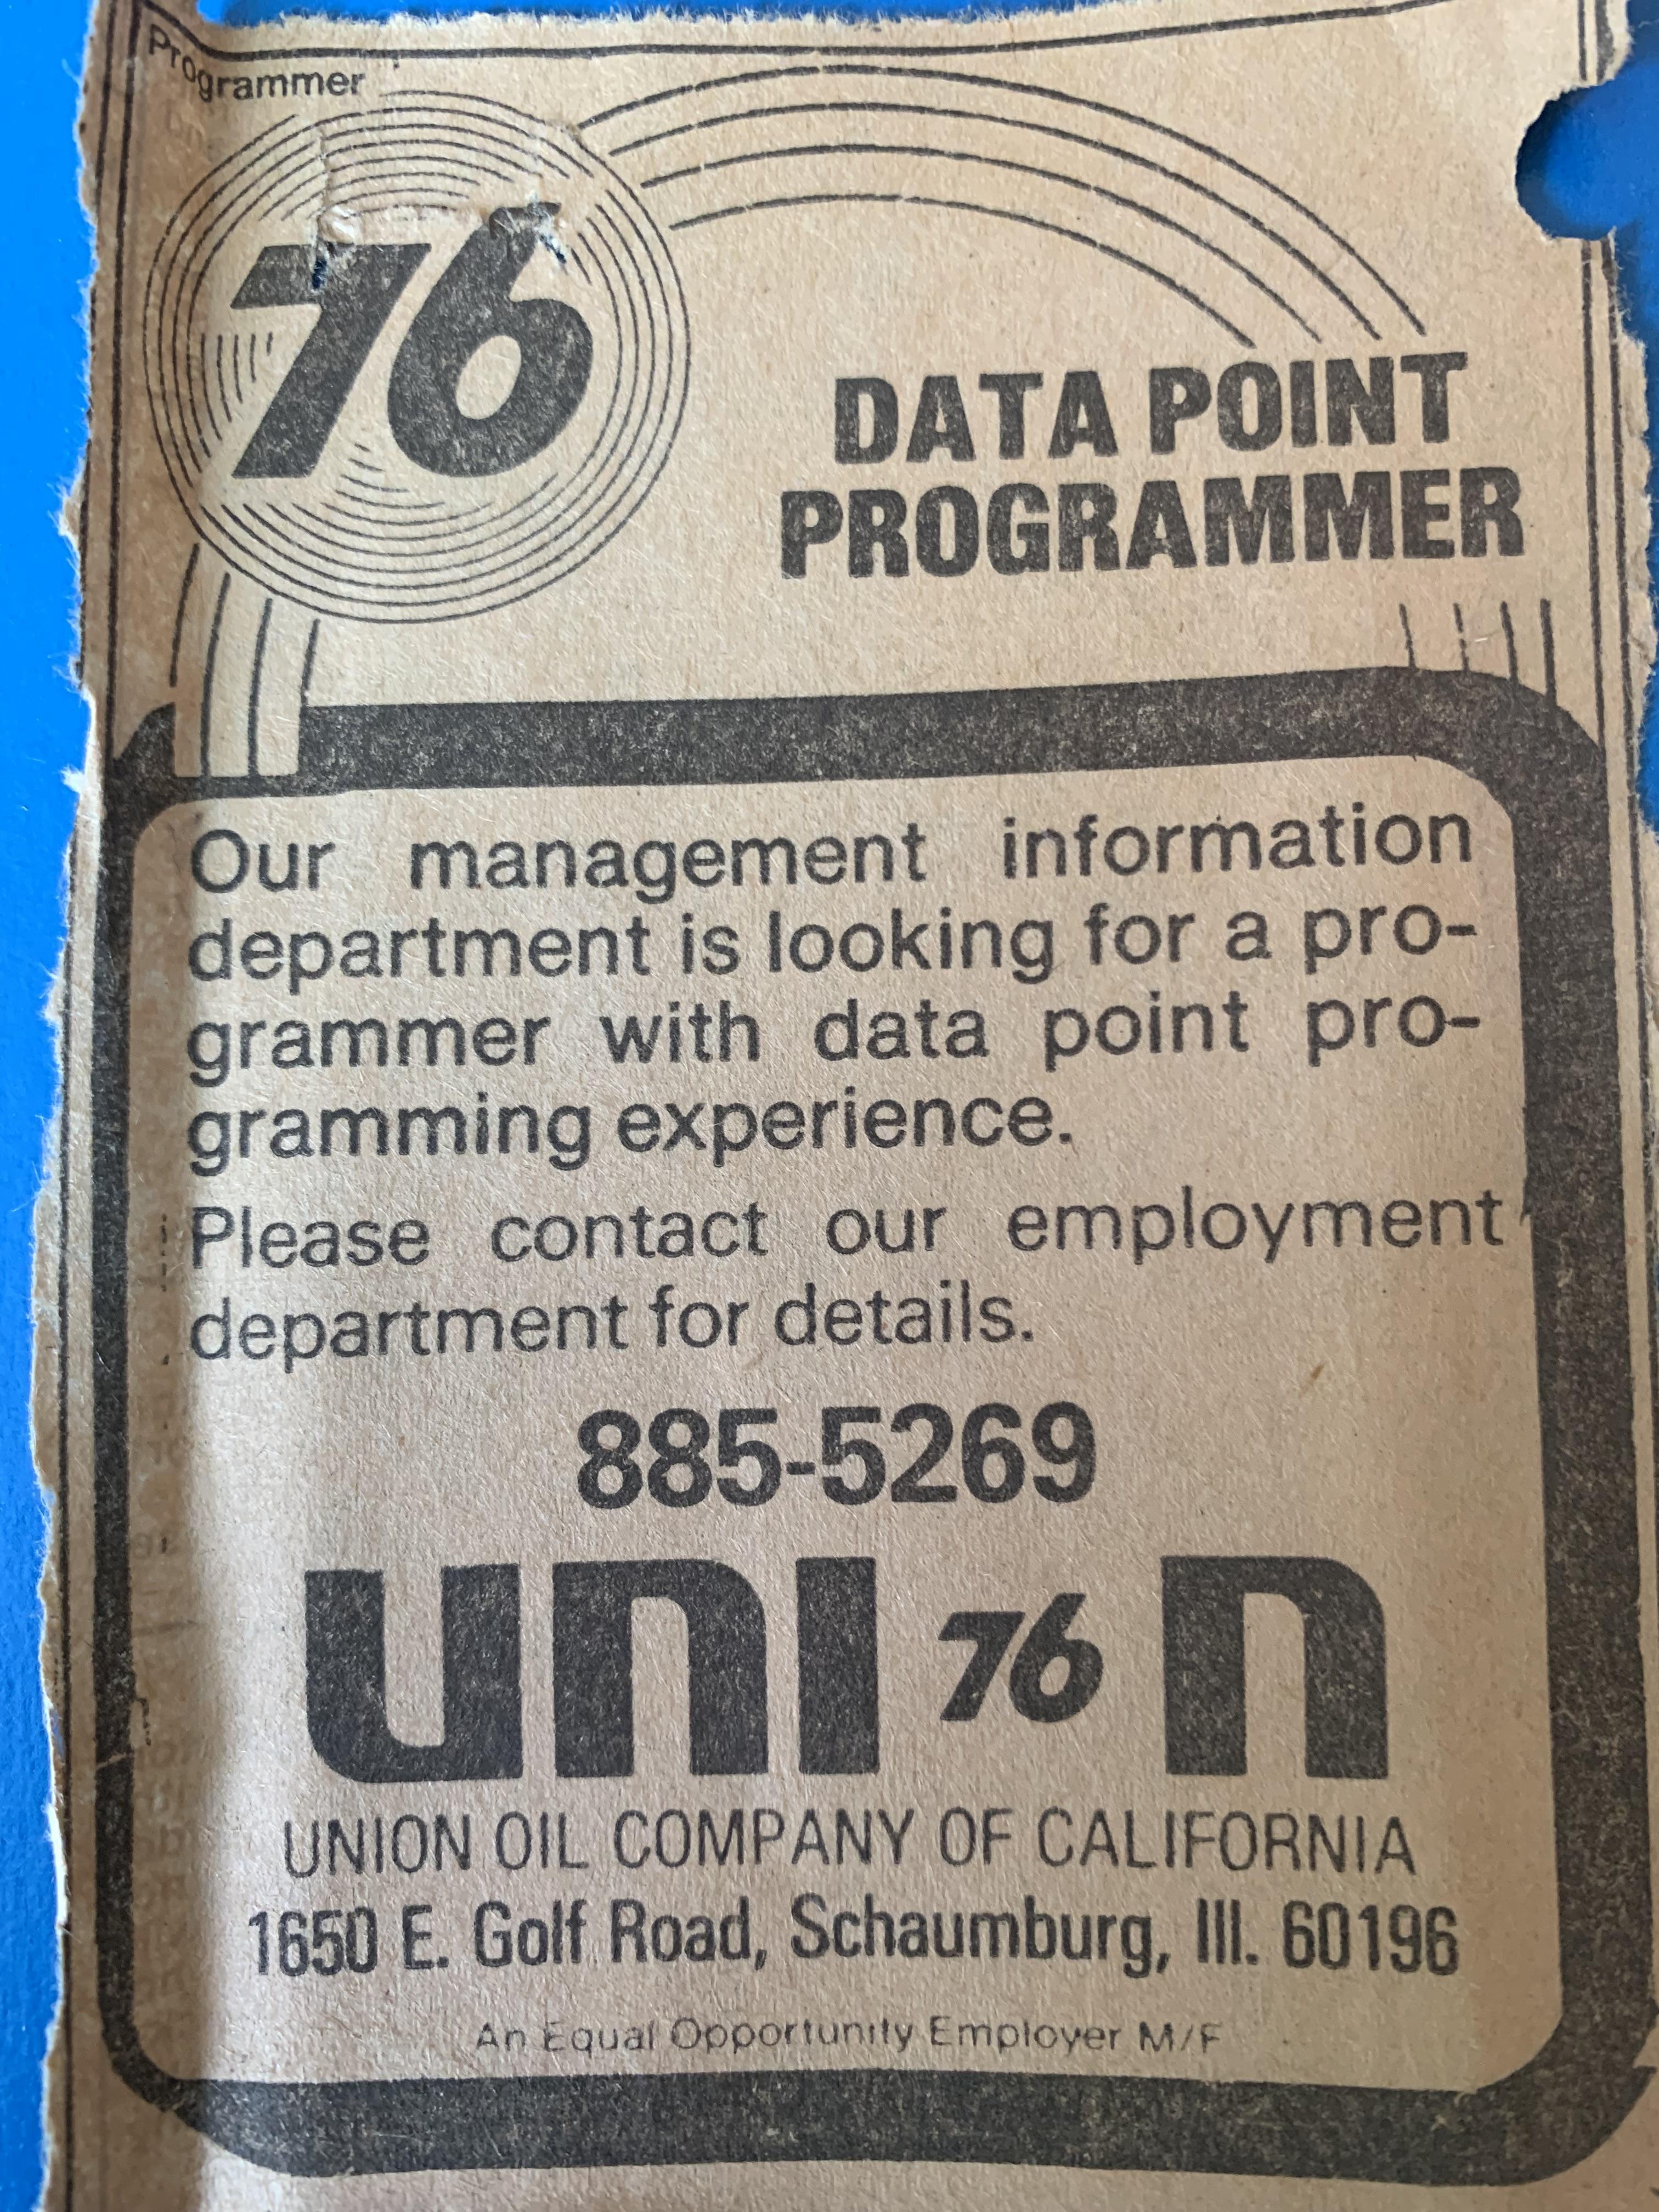 Programmer
76
DATA POINT
PROGRAMMER
Our management information
department is looking for a pro-
grammer with data point pro-
gramming experience.
Please contact our employment
department for details.
885-5269
uni76n
UNION OIL COMPANY OF CALIFORNIA
1650 E. Golf Road, Schaumburg, Ill. 60196
An Equal Opportunity Employer M/F